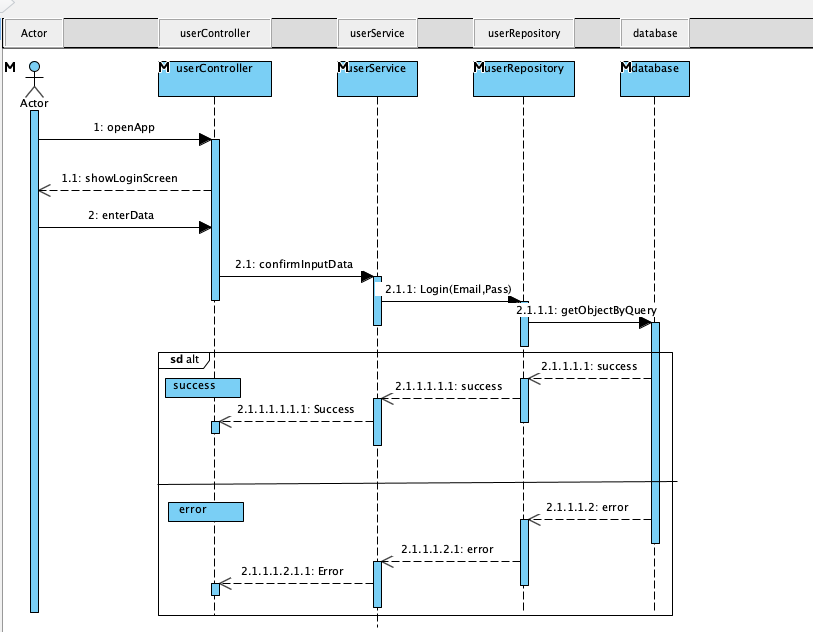 Actor
userController
userService
userRepository
database
M
M userController
M userService
M userRepository
M database
Actor
1: openApp
1.1: showLoginScreen
2: enterData
2.1: confirmInputData
2.1.1: Login(Email,Pass)
2.1.1.1: getObjectByQuery
sd alt
2.1.1.1.1: success
success
2.1.1.1.1.1: success
2.1.1.1.1.1.1: Success
error
2.1.1.1.2: error
2.1.1.1.2.1: error
2.1.1.1.2.1.1: Error